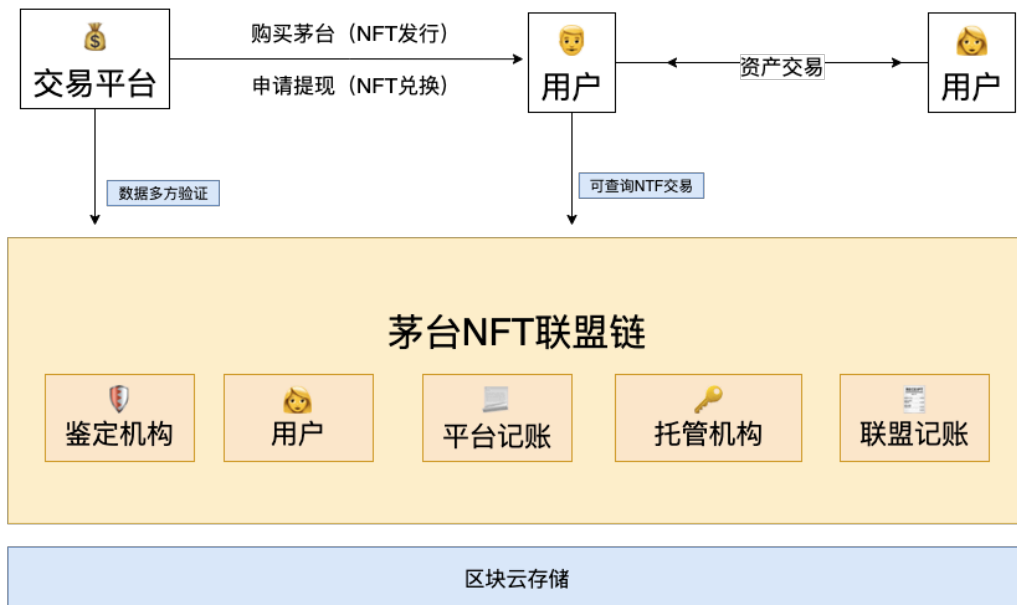 购买茅台（NFT发行）
交易平台
申请提现（NFT兑换）
用户
资产交易
用户
数据多方验证
可查询NTF交易
茅台NFT联盟链
鉴定机构
用户
平台记账
托管机构
联盟记账
区块云存储